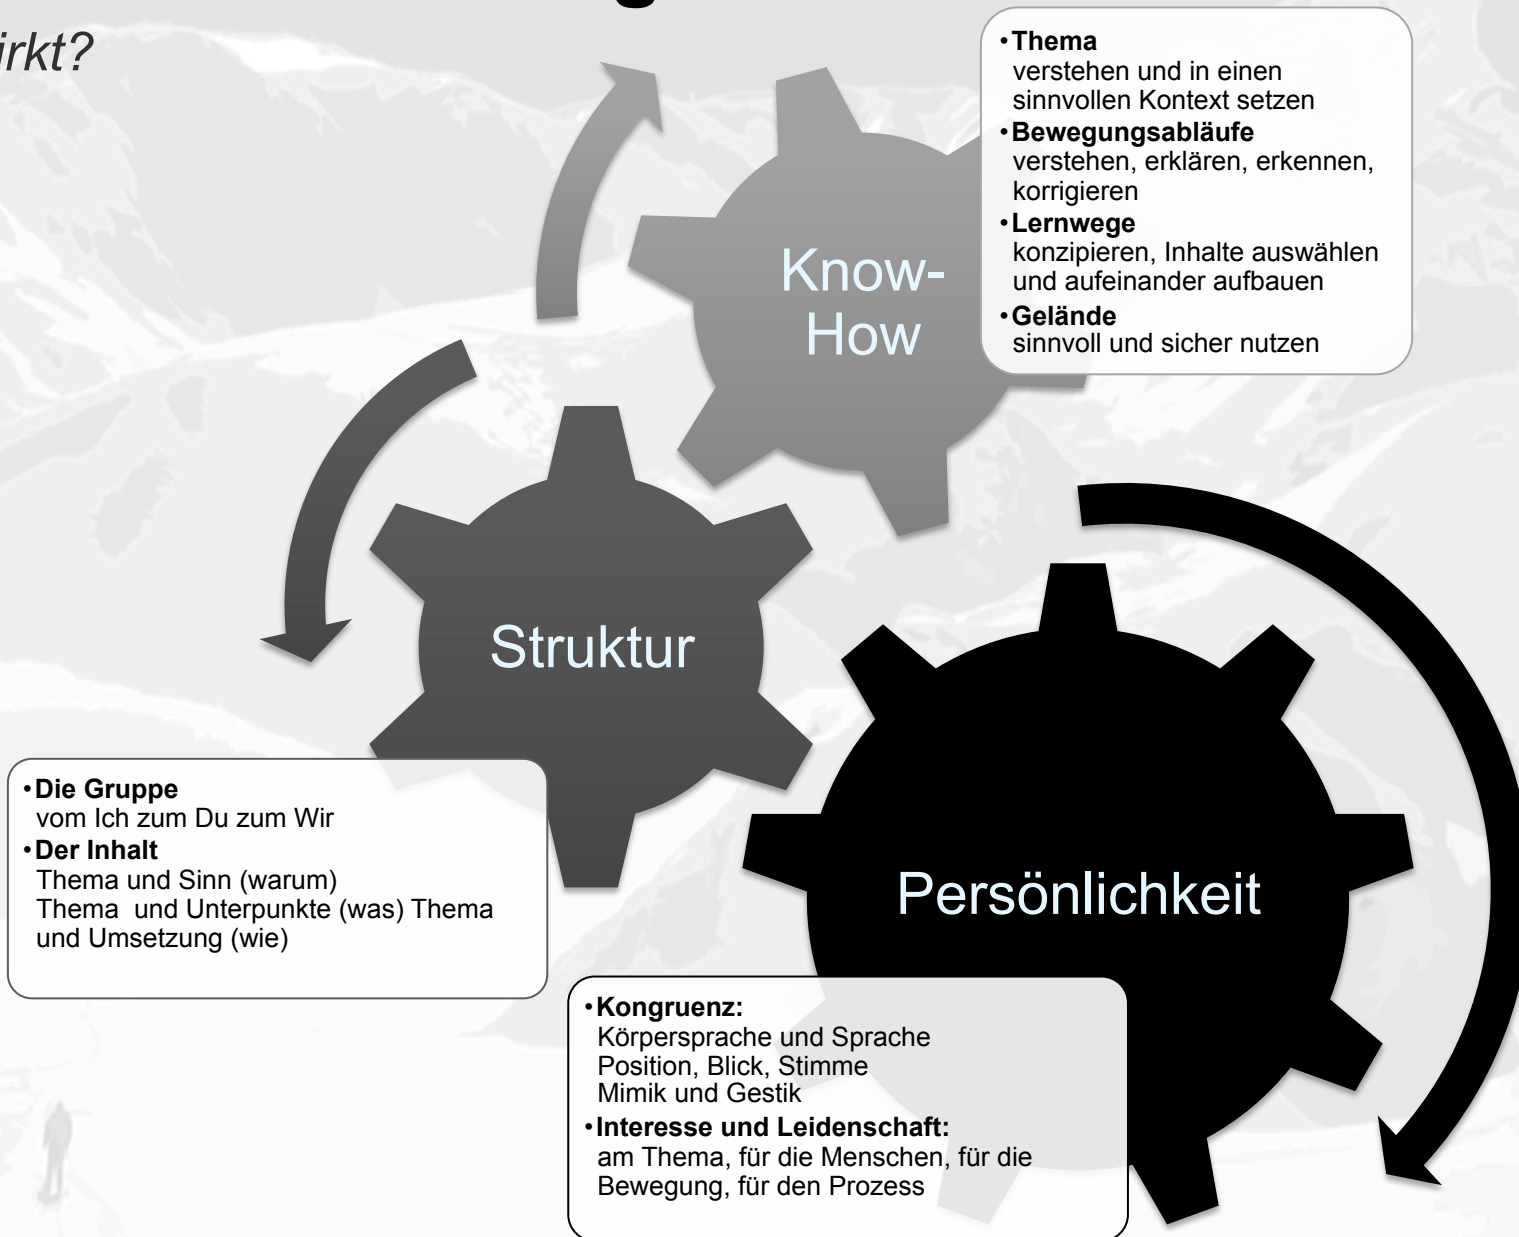 irkt?
•Thema
verstehen und in einen
sinnvollen Kontext setzen
•Bewegungsabläufe
verstehen, erklären, erkennen,
korrigieren
•Lernwege
konzipieren, Inhalte auswählen
und aufeinander aufbauen
•Gelände
sinnvoll und sicher nutzen
Know-
How
Struktur
•Die Gruppe
vom Ich zum Du zum Wir
•Der Inhalt
Thema und Sinn (warum)
Thema  und Unterpunkte (was) Thema
und Umsetzung (wie)
Persönlichkeit
•Kongruenz:
Körpersprache und Sprache
Position, Blick, Stimme
Mimik und Gestik
•Interesse und Leidenschaft:
am Thema, für die Menschen, für die
Bewegung, für den Prozess